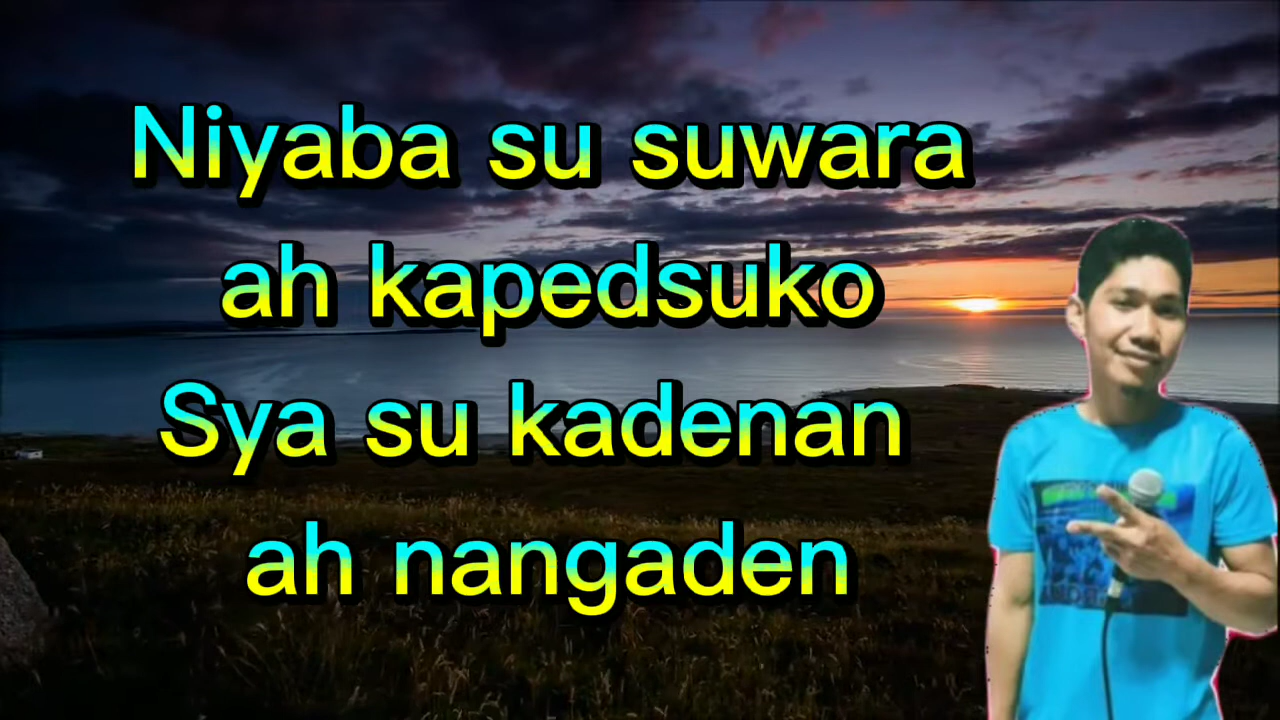 Niyaba su suwara
ah kapedsuko
Sya su kadenan
ah nangaden